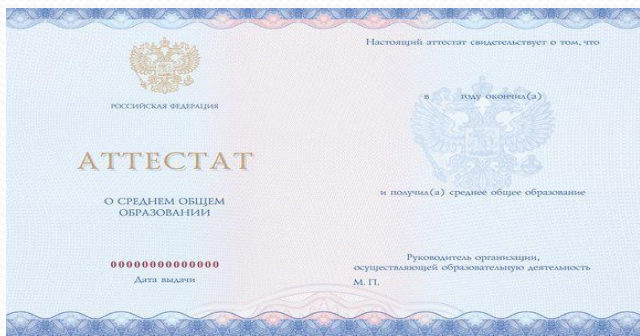 РОССИЙСКАЯ ФЕДЕРАЦИЯ
АТТЕСТАТ
О СРЕДНЕМ ОБЩЕМ
ОБРАЗОВАНИИ
00000000000000
Дата выдачи
Настоящий аттестат свидетельствует о том, что
в году окончил(а)
и получил(а) среднее общее образование
Руководитель организации,
осуществляющей образовательную деятельность
М. П.